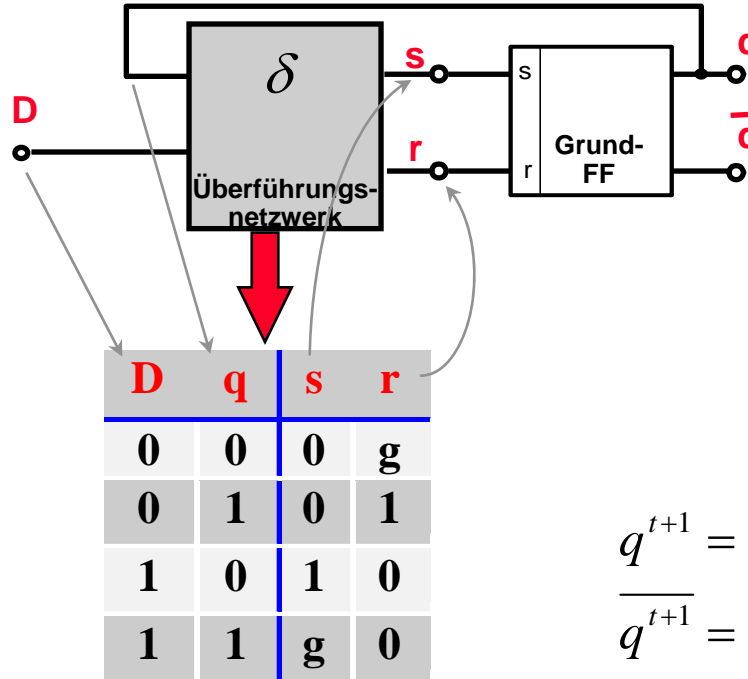 δ
s
q
D
s
r
r
Grund-
FF
q
Überführungs-
netzwerk
D q s r
0 0 0 g
0 1 0 1
1 0 1 0
1 1 g 0
q^{t+1} =
\overline{q^{t+1}} =